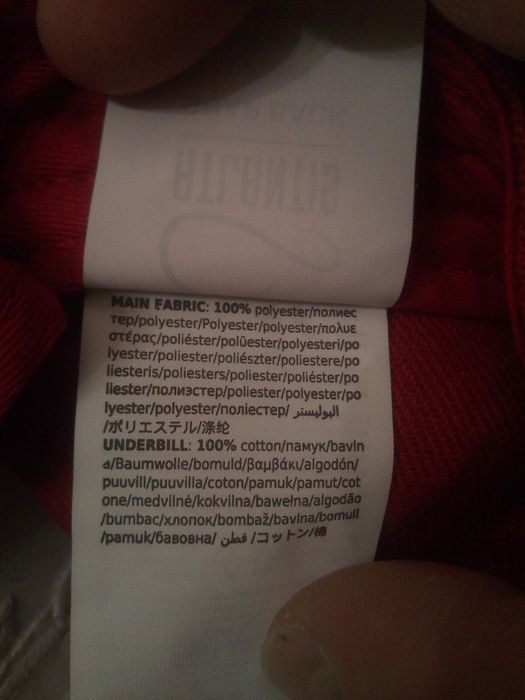 SNAP BACK
ATLANTIS
MAIN FABRIC: 100% polyester/полиес
тер/polyester/Polyester/polyester/πολυε
στέρας/poliéster/polüester/polyesteri/po
lyester/poliester/poliészter/poliestere/po
liesteris/poliesters/poliester/poliéster/po
liester/полиэстер/poliester/polyester/po
lyester/polyester/поліестер/ البوليستر
/ポリエステル/涤纶
UNDERBILL: 100% cotton/памук/bavln
a/Baumwolle/bomuld/βαμβάκι/algodón/
puuvill/puuvilla/coton/pamuk/pamut/cot
one/medvilnė/kokvilna/bawełna/algodão
/bumbac/хлопок/bombaž/bavlna/bomull
/pamuk/бавовна/ قطن /コットン/棉